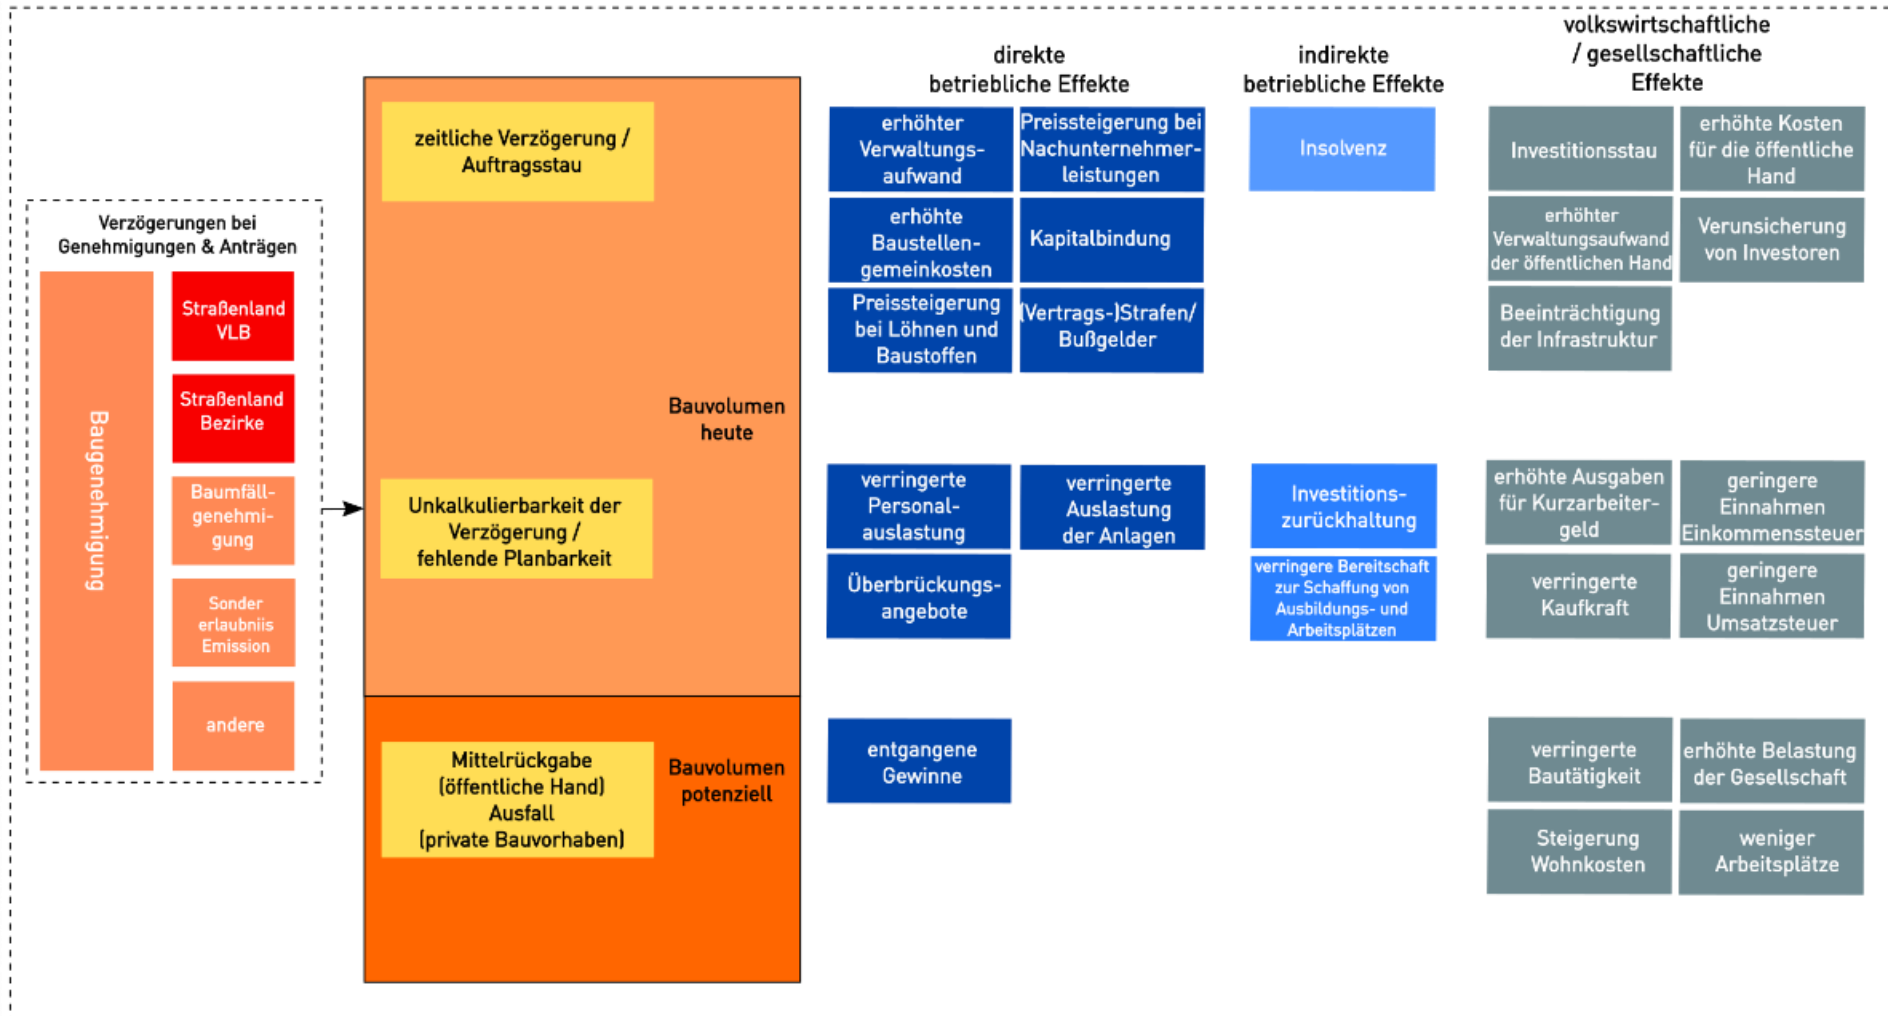 Verzögerungen bei
Genehmigungen & Anträgen
Baugenehmigung
Straßenland
VLB
Straßenland
Bezirke
Baumfäll-
genehmi-
gung
Sonder
erlaubniis
Emission
andere
zeitliche Verzögerung /
Auftragsstau
Bauvolumen
heute
Unkalkulierbarkeit der
Verzögerung /
fehlende Planbarkeit
Mittelrückgabe
(öffentliche Hand)
Ausfall
(private Bauvorhaben)
Bauvolumen
potenziell
direkte
betriebliche Effekte
erhöhter
Verwaltungs-
aufwand
Preissteigerung bei
Nachunternehmer-
leistungen
erhöhte
Baustellen-
gemeinkosten
Kapitalbindung
Preissteigerung
bei Löhnen und
Baustoffen
(Vertrags-)Strafen/
Bußgelder
verringerte
Personal-
auslastung
verringerte
Auslastung
der Anlagen
Überbrückungs-
angebote
entgangene
Gewinne
indirekte
betriebliche Effekte
Insolvenz
Investitions-
zurückhaltung
verringere Bereitschaft
zur Schaffung von
Ausbildungs- und
Arbeitsplätzen
volkswirtschaftliche
/ gesellschaftliche
Effekte
Investitionsstau
erhöhte Kosten
für die öffentliche
Hand
erhöhter
Verwaltungsaufwand
der öffentlichen Hand
Verunsicherung
von Investoren
Beeinträchtigung
der Infrastruktur
erhöhte Ausgaben
für Kurzarbeiter-
geld
geringere
Einnahmen
Einkommenssteuer
verringerte
Kaufkraft
geringere
Einnahmen
Umsatzsteuer
verringerte
Bautätigkeit
erhöhte Belastung
der Gesellschaft
Steigerung
Wohnkosten
weniger
Arbeitsplätze